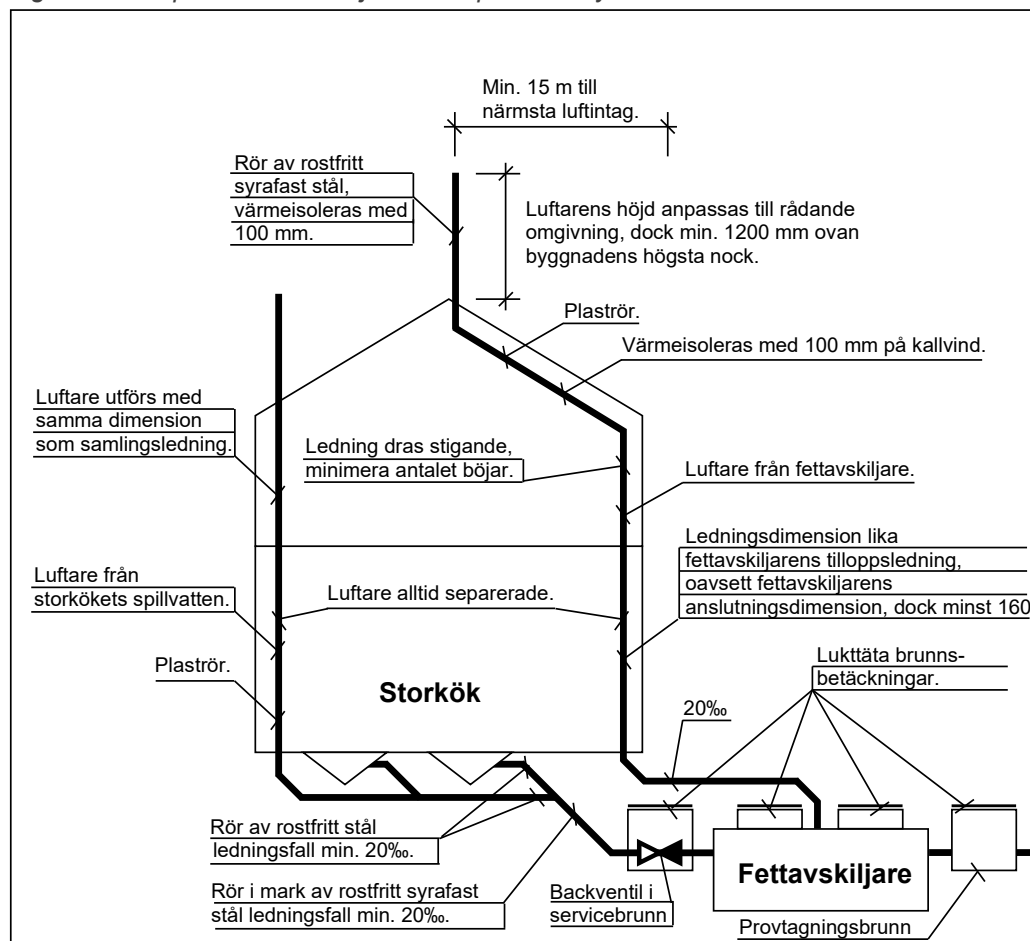 Min. 15 m till
närmsta luftintag.
Rör av rostfritt
syrafast stål,
värmeisoleras med
100 mm.
Luftarens höjd anpassas till rådande
omgivning, dock min. 1200 mm ovan
byggnadens högsta nock.
Plaströr.
Värmeisoleras med 100 mm på kallvind.
Luftare utförs med
samma dimension
som samlingsledning.
Ledning dras stigande,
minimera antalet böjar.
Luftare från fettavskiljare.
Ledningsdimension lika
fettavskiljarens tilloppsledning,
oavsett fettavskiljarens
anslutningsdimension, dock minst 160
Luftare från
storkökets spillvatten.
Luftare alltid separerade.
Plaströr.
Storkök
Lukttäta brunns-
betäckningar.
20‰
Rör av rostfritt stål
ledningsfall min. 20‰.
Rör i mark av rostfritt syrafast
stål ledningsfall min. 20‰.
Backventil i
servicebrunn
Fettavskiljare
Provtagningsbrunn